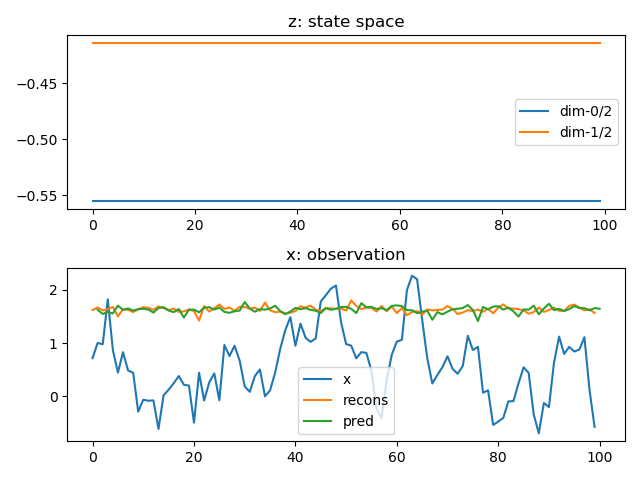 z: state space
−0.45
−0.50
−0.55
dim-0/2
dim-1/2
0 20 40 60 80 100
x: observation
2
1
0
x
recons
pred
0 20 40 60 80 100